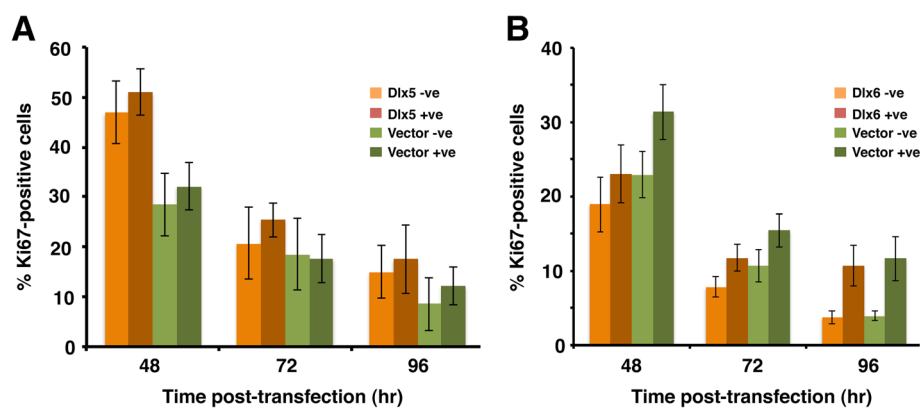 A
% Ki67-positive cells
60
50
40
30
20
10
0
Dlx5 -ve
Dlx5 +ve
Vector -ve
Vector +ve
48 72 96
Time post-transfection (hr)
B
% Ki67-positive cells
40
30
20
10
0
Dlx6 -ve
Dlx6 +ve
Vector -ve
Vector +ve
48 72 96
Time post-transfection (hr)